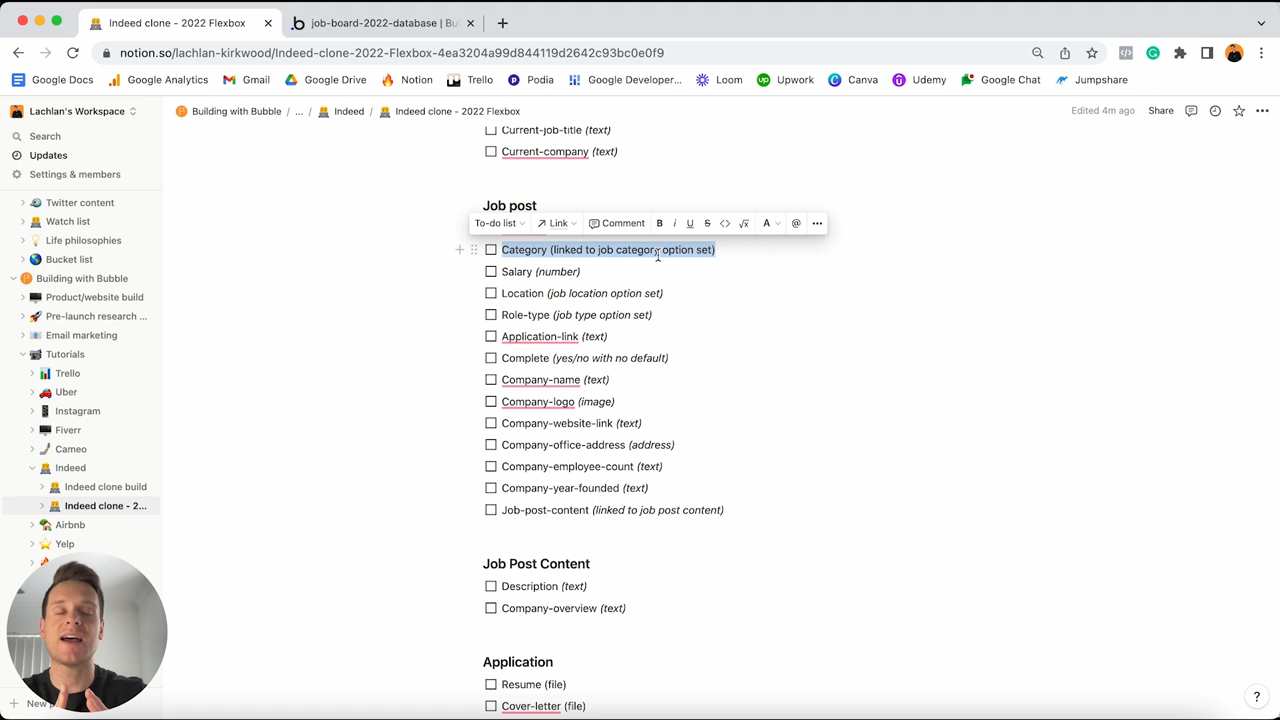 Indeed clone - 2022 Flexbox
job-board-2022-database | Bu
notion.so/lachlan-kirkwood/Indeed-clone-2022-Flexbox-4ea3204a99d844119d2642c93bc0e0f9
Google Docs Google Analytics Gmail Google Drive Notion Trello Podia Google Developer... Loom Upwork Canva Udemy Google Chat Jumpshare
Lachlan's Workspace
Building with Bubble / ... / Indeed / Indeed clone - 2022 Flexbox
Edited 4m ago Share
Search
Updates
Settings & members
Twitter content
Watch list
Life philosophies
Bucket list
Building with Bubble
Product/website build
Pre-launch research ...
Email marketing
Tutorials
Trello
Uber
Instagram
Fiverr
Cameo
Indeed
Indeed clone build
Indeed clone - 2...
Airbnb
Yelp
Current-job-title (text)
Current-company (text)
Job post
To-do list Link Comment B i U S <> √x A @ •••
Category (linked to job category option set)
Salary (number)
Location (job location option set)
Role-type (job type option set)
Application-link (text)
Complete (yes/no with no default)
Company-name (text)
Company-logo (image)
Company-website-link (text)
Company-office-address (address)
Company-employee-count (text)
Company-year-founded (text)
Job-post-content (linked to job post content)
Job Post Content
Description (text)
Company-overview (text)
Application
Resume (file)
Cover-letter (file)
?